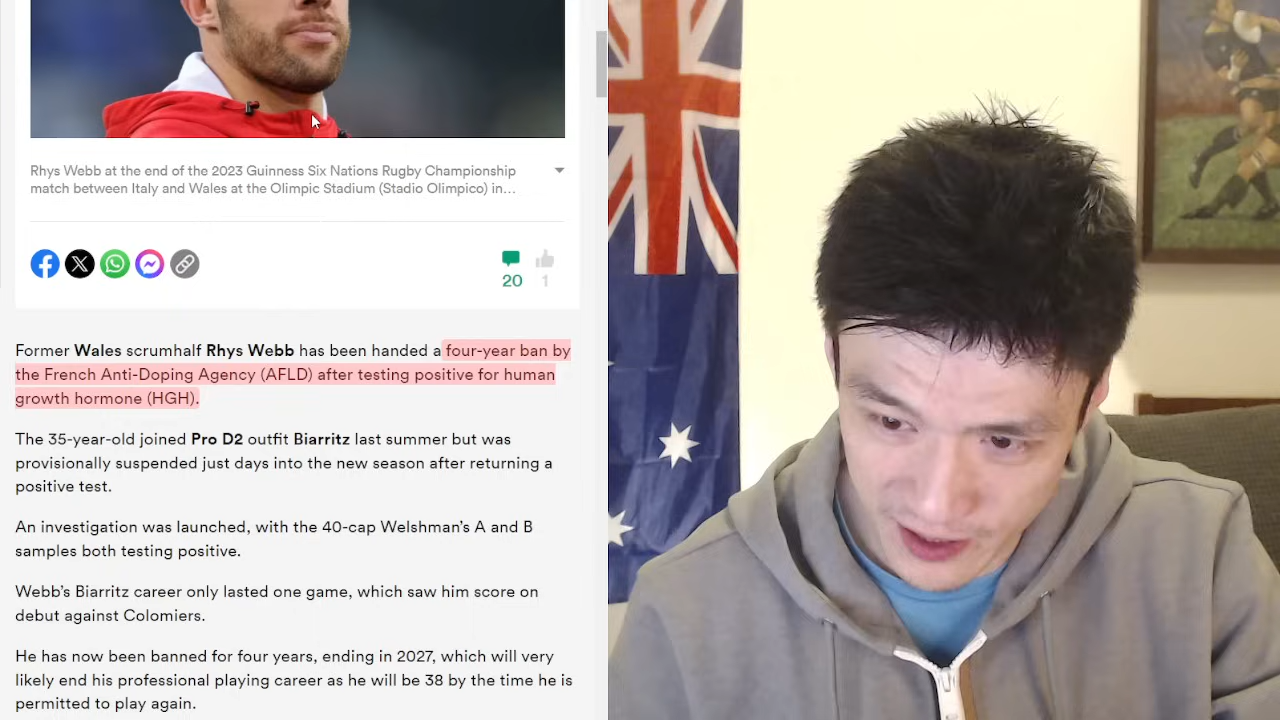 Rhys Webb at the end of the 2023 Guinness Six Nations Rugby Championship
match between Italy and Wales at the Olimpic Stadium (Stadio Olimpico) in…
20
1
Former Wales scrumhalf Rhys Webb has been handed a four-year ban by
the French Anti-Doping Agency (AFLD) after testing positive for human
growth hormone (HGH).
The 35-year-old joined Pro D2 outfit Biarritz last summer but was
provisionally suspended just days into the new season after returning a
positive test.
An investigation was launched, with the 40-cap Welshman’s A and B
samples both testing positive.
Webb’s Biarritz career only lasted one game, which saw him score on
debut against Colomiers.
He has now been banned for four years, ending in 2027, which will very
likely end his professional playing career as he will be 38 by the time he is
permitted to play again.